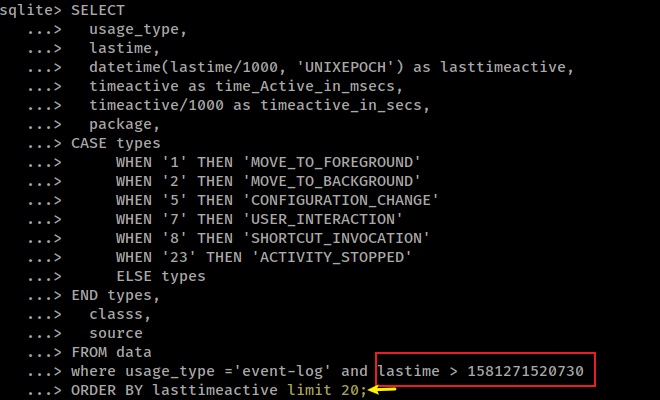 sqlite> SELECT
...> usage_type,
...> lastime,
...> datetime(lastime/1000, 'UNIXEPOCH') as lasttimeactive,
...> timeactive as time_Active_in_msecs,
...> timeactive/1000 as timeactive_in_secs,
...> package,
...> CASE types
...> WHEN '1' THEN 'MOVE_TO_FOREGROUND'
...> WHEN '2' THEN 'MOVE_TO_BACKGROUND'
...> WHEN '5' THEN 'CONFIGURATION_CHANGE'
...> WHEN '7' THEN 'USER_INTERACTION'
...> WHEN '8' THEN 'SHORTCUT_INVOCATION'
...> WHEN '23' THEN 'ACTIVITY_STOPPED'
...> ELSE types
...> END types,
...> classs,
...> source
...> FROM data
...> where usage_type ='event-log' and lastime > 1581271520730
...> ORDER BY lasttimeactive limit 20;